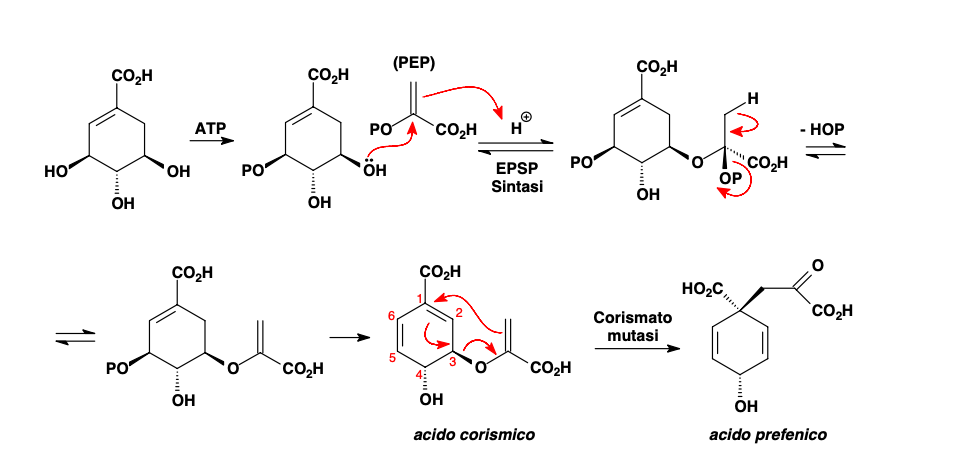 CO₂H
HO
OH
OH
ATP
CO₂H
PO
OH
OH
(PEP)
PO
CO₂H
H⊕
EPSP
Sintasi
CO₂H
PO
OH
O
H
CO₂H
OP
- HOP
CO₂H
PO
OH
O
CO₂H
CO₂H
1
2
3
4
5
6
O
CO₂H
OH
acido corismico
Corismato
mutasi
HO₂C
O
CO₂H
OH
acido prefenico